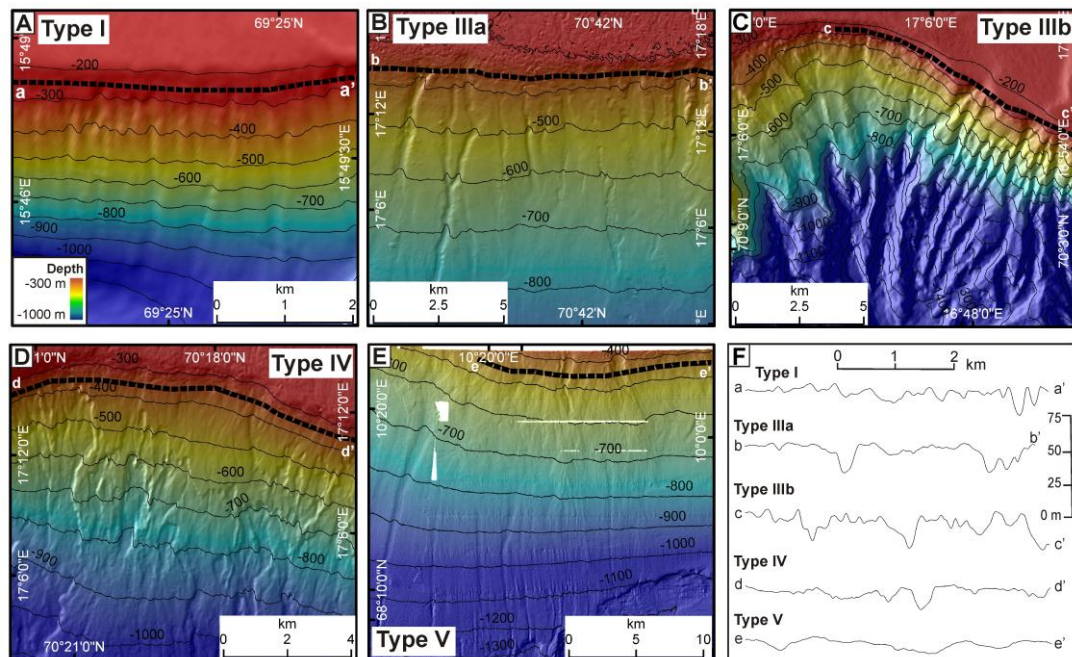 A Type I
69°25'N
15°49
-200
a
a'
-300
-400
-500
15°49'30"E
15°46'E
-600
-700
-800
-900
-1000
Depth
-300 m
-1000 m
km
0 1 2
69°25'N
B Type IIIa
70°42'
17°18'E
b
b'
17°12'E
-500
17°12'E
-600
17°6'E
-700
17°6'E
-800
km
0 2.5 5
70°42'N
C
17°6'0"E
Type IIIb
c
-400
-500
-200
-600
-700
17°6'0"E
-800
c'
-900
-1000
-1100
70°9'0"N
70°3'0"N
km
0 2.5 5
16°48'0"E
D
-300
70°18'0"N
Type IV
d
-400
-500
17°12'0"E
d'
17°12'0"E
-600
-700
-800
17°6'0"E
-900
17°6'0"E
-1000
70°21'0"N
km
0 2 4
E
10°20'0"E
-400
e
e'
10°20'0"E
-700
-700
10°0'0"E
-800
-900
-1000
-1100
68°10'0"N
-1200
-1300
Type V
km
0 5 10
F
0 1 2
km
Type I
a a'
75
Type IIIa
b b'
50
25
Type IIIb
0 m
c
c'
Type IV
d d'
Type V
e e'